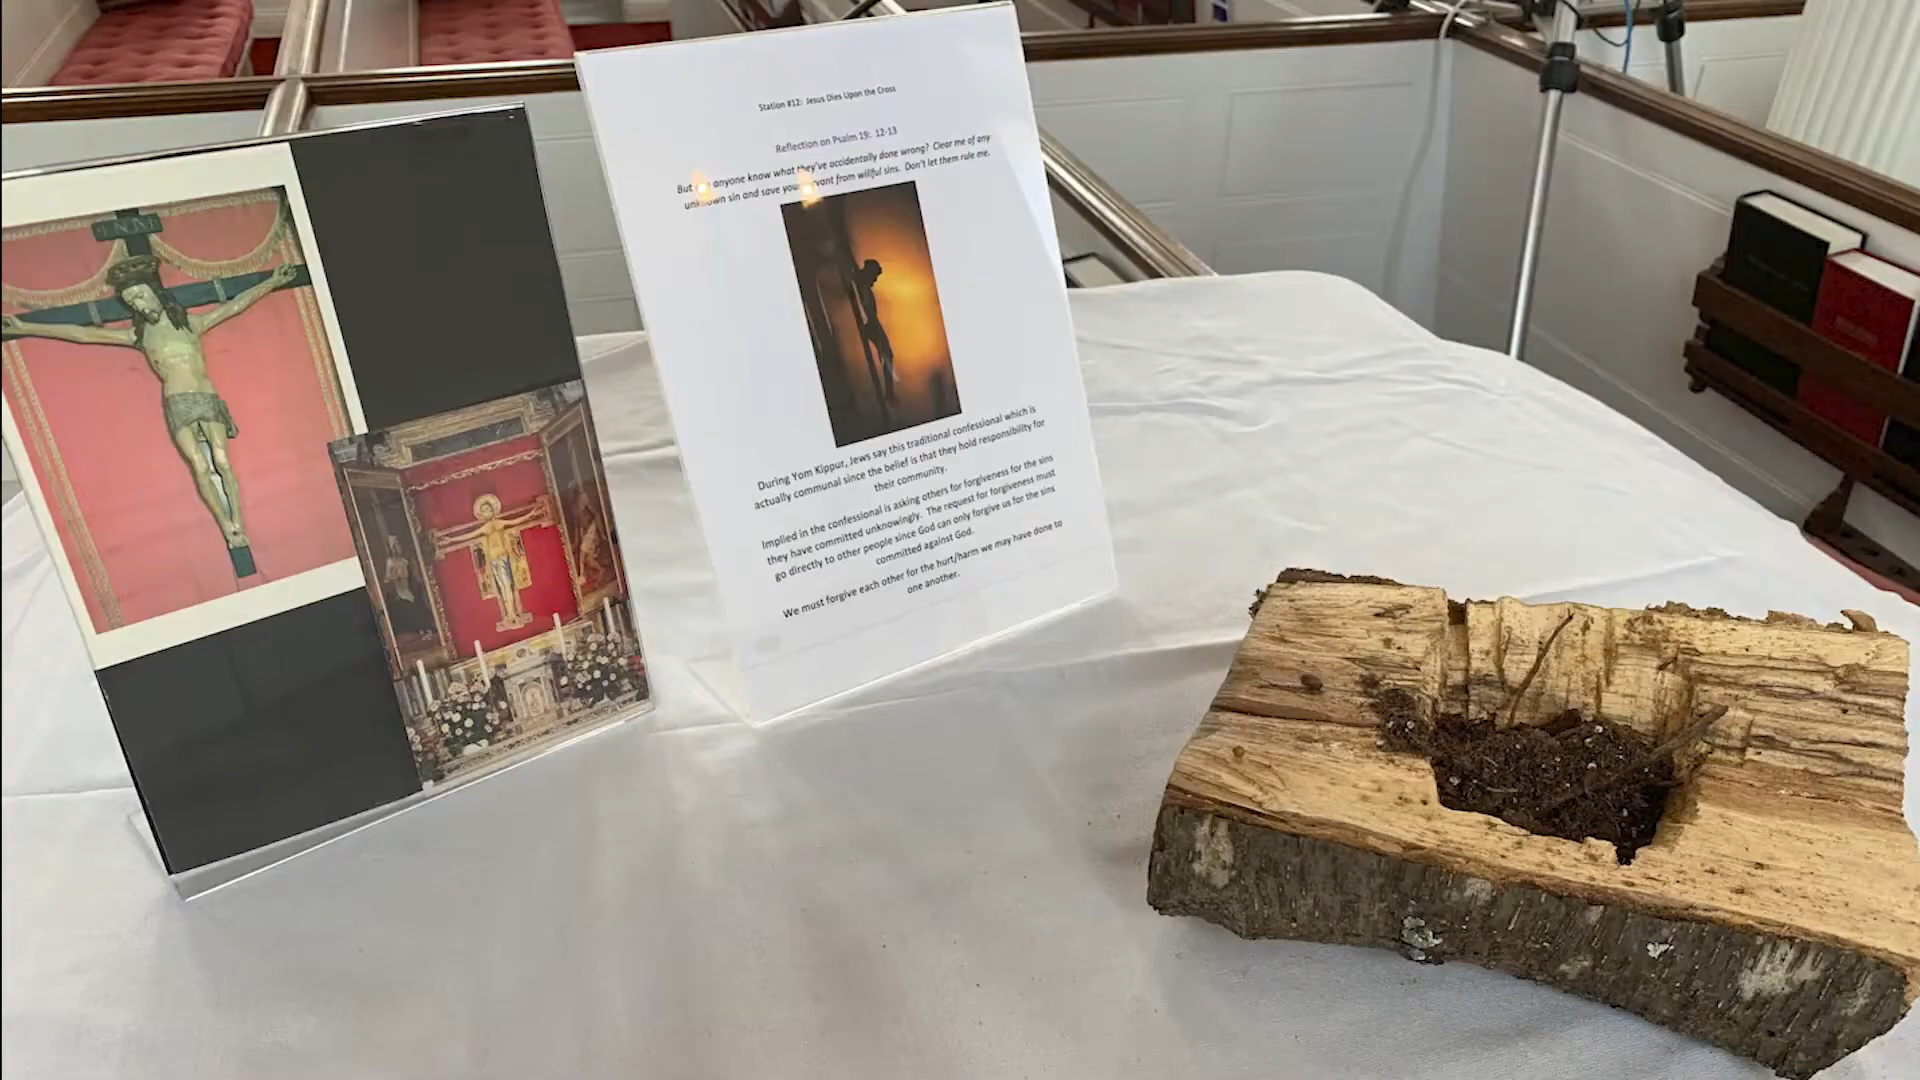 Station #12: Jesus Dies Upon the Cross
Reflection on Psalm 19: 12-13
But anyone know what they've accidentally done wrong? Clear me of any
unknown sin and save your servant from willful sins. Don't let them rule me.
During Yom Kippur, Jews say this traditional confessional which is
actually communal since the belief is that they hold responsibility for
their community.
Implied in the confessional is asking others for forgiveness for the sins
they have committed unknowingly. The request for forgiveness must
go directly to other people since God can only forgive us for the sins
committed against God.
We must forgive each other for the hurt/harm we may have done to
one another.